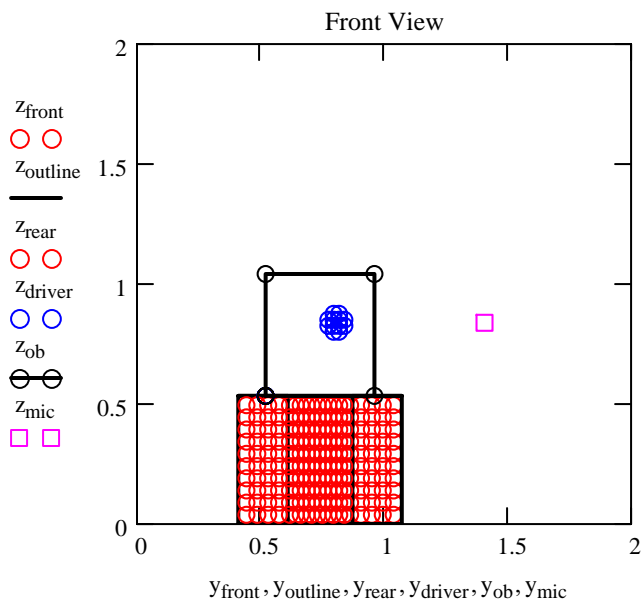 Front View
z_front
z_outline
z_rear
z_driver
z_ob
z_mic
2
1.5
1
0.5
0
0 0.5 1 1.5 2
y_front, y_outline, y_rear, y_driver, y_ob, y_mic